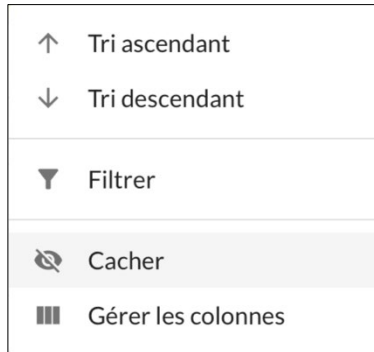 Tri ascendant
Tri descendant
Filtrer
Cacher
Gérer les colonnes